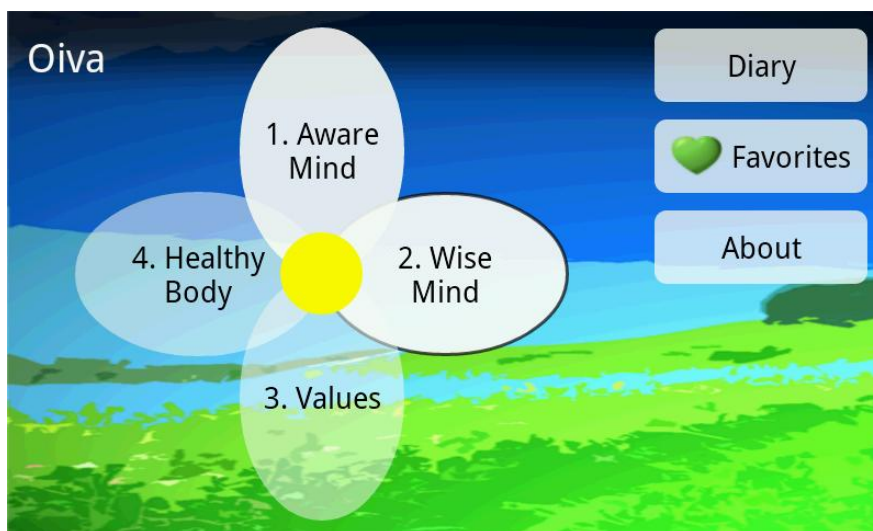 Oiva
1. Aware
Mind
2. Wise
Mind
3. Values
4. Healthy
Body
Diary
Favorites
About